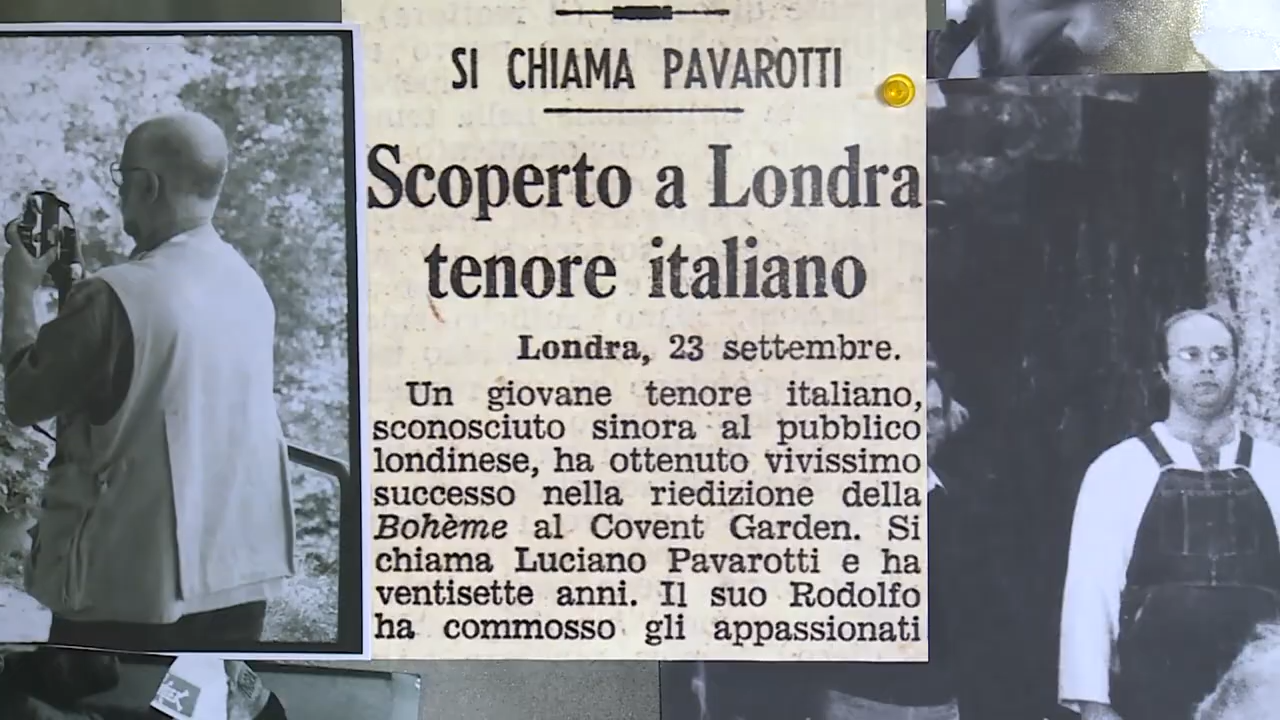 SI CHIAMA PAVAROTTI
Scoperto a Londra
tenore italiano
Londra, 23 settembre.
Un giovane tenore italiano,
sconosciuto sinora al pubblico
londinese, ha ottenuto vivissimo
successo nella riedizione della
Bohème al Covent Garden. Si
chiama Luciano Pavarotti e ha
ventisette anni. Il suo Rodolfo
ha commosso gli appassionati